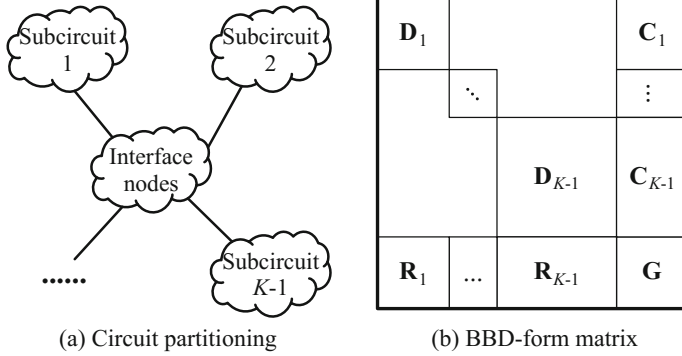 Subcircuit
1
Subcircuit
2
Interface
nodes
......
Subcircuit
K-1
(a) Circuit partitioning
D1
C1
⋱
⋮
DK-1
CK-1
R1
...
RK-1
G
(b) BBD-form matrix